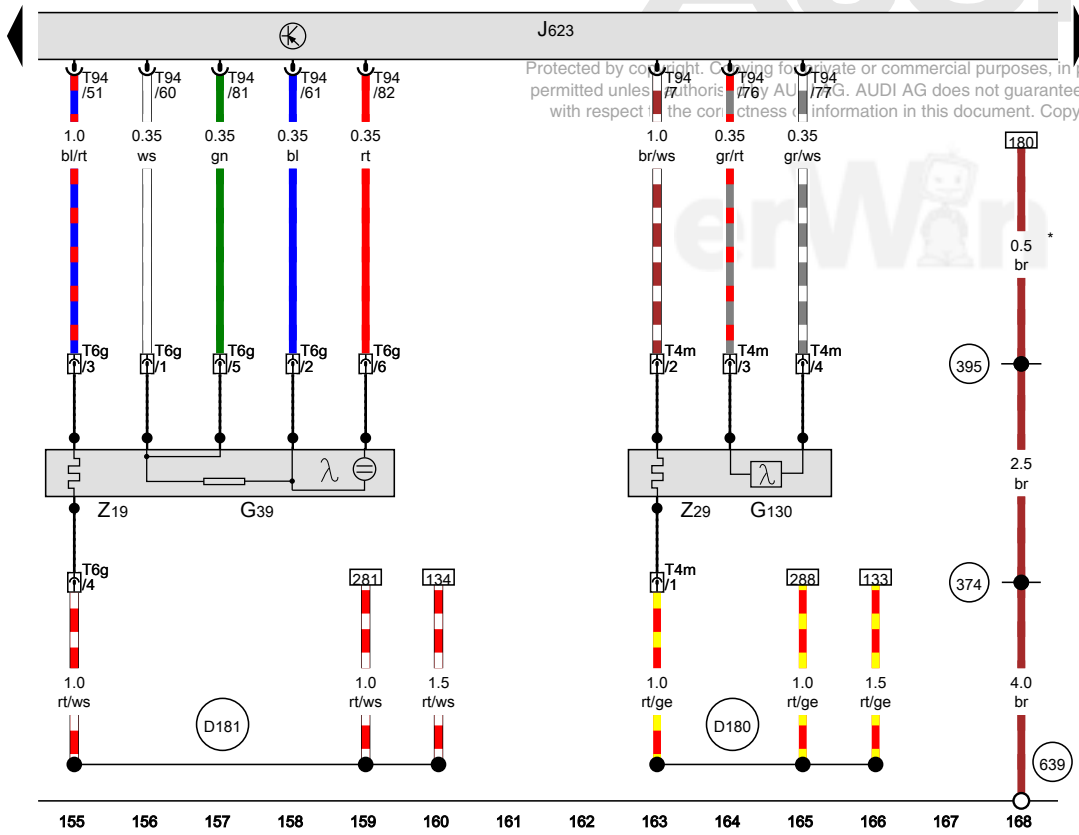 J623
Protected by copyright. Copying for private or commercial purposes, in p
permitted unless authorised by AUDI AG. AUDI AG does not guarantee
with respect to the correctness of information in this document. Copy
T94 /51
T94 /60
T94 /81
T94 /61
T94 /82
T94 /7
T94 /76
T94 /77
1.0 bl/rt
0.35 ws
0.35 gn
0.35 bl
0.35 rt
1.0 br/ws
0.35 gr/rt
0.35 gr/ws
180
erWin
0.5 br
*
T6g /3
T6g /1
T6g /5
T6g /2
T6g /6
T4m /2
T4m /3
T4m /4
395
λ
λ
2.5 br
Z19
G39
Z29
G130
T6g /4
281
134
T4m /1
288
133
374
1.0 rt/ws
1.0 rt/ws
1.5 rt/ws
1.0 rt/ge
1.0 rt/ge
1.5 rt/ge
4.0 br
D181
D180
639
155 156 157 158 159 160 161 162 163 164 165 166 167 168